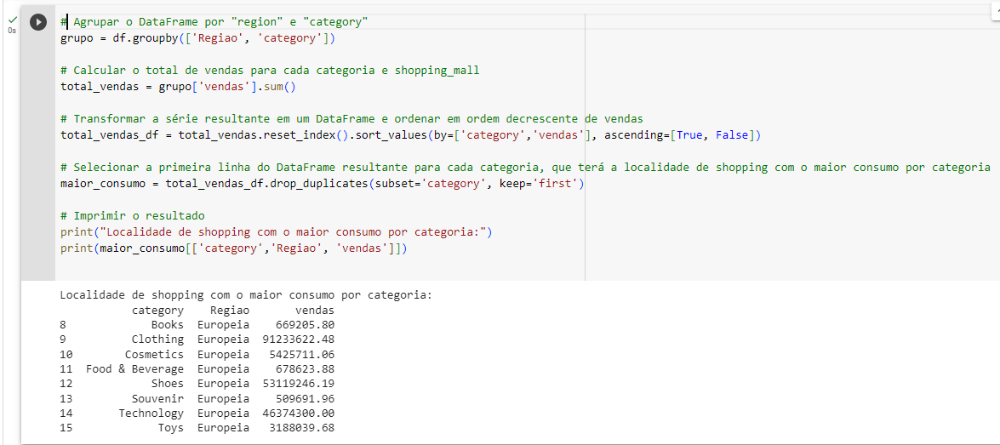 0s
# Agrupar o DataFrame por "region" e "category"
grupo = df.groupby(['Regiao', 'category'])
# Calcular o total de vendas para cada categoria e shopping_mall
total_vendas = grupo['vendas'].sum()
# Transformar a série resultante em um DataFrame e ordenar em ordem decrescente de vendas
total_vendas_df = total_vendas.reset_index().sort_values(by=['category','vendas'], ascending=[True, False])
# Selecionar a primeira linha do DataFrame resultante para cada categoria, que terá a localidade de shopping com o maior consumo por categoria
maior_consumo = total_vendas_df.drop_duplicates(subset='category', keep='first')
# Imprimir o resultado
print("Localidade de shopping com o maior consumo por categoria:")
print(maior_consumo[['category','Regiao', 'vendas']])
Localidade de shopping com o maior consumo por categoria:
category Regiao vendas
8 Books Europeia 669205.80
9 Clothing Europeia 91233622.48
10 Cosmetics Europeia 5425711.06
11 Food & Beverage Europeia 678623.88
12 Shoes Europeia 53119246.19
13 Souvenir Europeia 509691.96
14 Technology Europeia 46374300.00
15 Toys Europeia 3188039.68